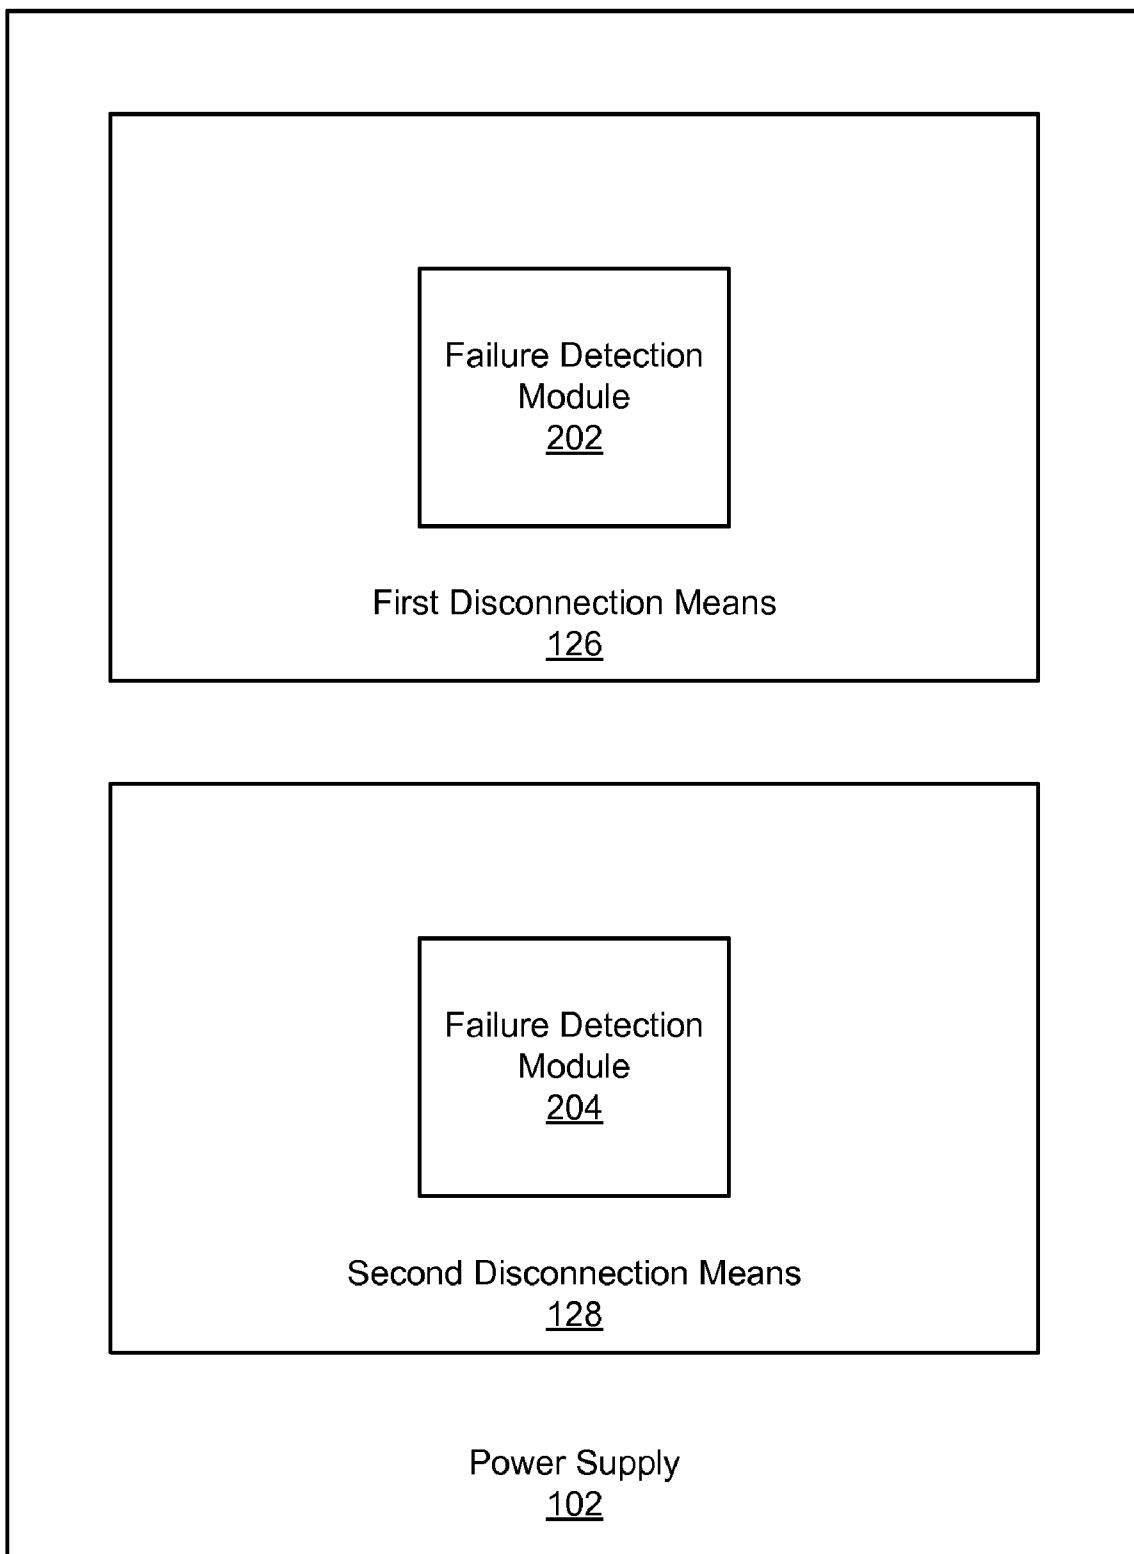 Failure Detection
Module
202
First Disconnection Means
126
Failure Detection
Module
204
Second Disconnection Means
128
Power Supply
102